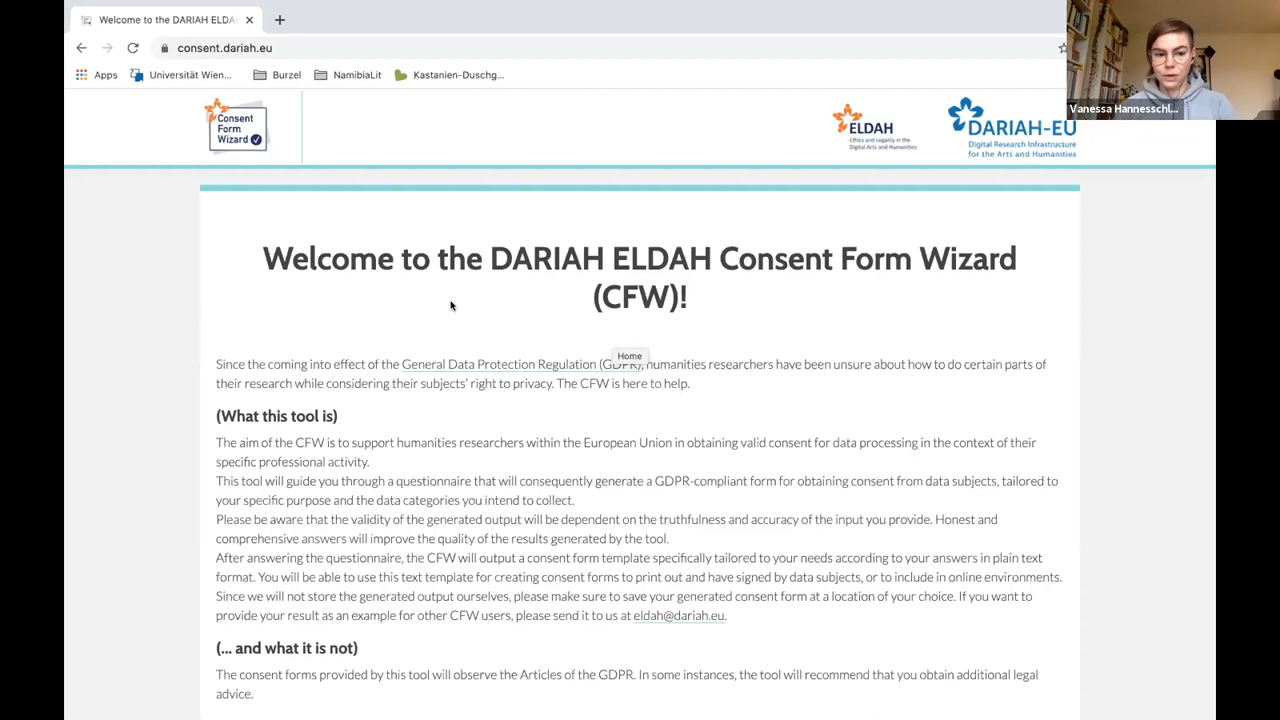 Welcome to the DARIAH ELDA
consent.dariah.eu
Apps
Universität Wien...
Burzel
NamibiaLit
Kastanien-Duschg...
Vanessa Hannesschl...
Consent
Form
Wizard
ELDAH
Ethics and Legality in the
Digital Arts and Humanities
DARIAH-EU
Digital Research Infrastructure
for the Arts and Humanities
Welcome to the DARIAH ELDAH Consent Form Wizard
(CFW)!
Home
Since the coming into effect of the General Data Protection Regulation (GDPR), humanities researchers have been unsure about how to do certain parts of
their research while considering their subjects' right to privacy. The CFW is here to help.
(What this tool is)
The aim of the CFW is to support humanities researchers within the European Union in obtaining valid consent for data processing in the context of their
specific professional activity.
This tool will guide you through a questionnaire that will consequently generate a GDPR-compliant form for obtaining consent from data subjects, tailored to
your specific purpose and the data categories you intend to collect.
Please be aware that the validity of the generated output will be dependent on the truthfulness and accuracy of the input you provide. Honest and
comprehensive answers will improve the quality of the results generated by the tool.
After answering the questionnaire, the CFW will output a consent form template specifically tailored to your needs according to your answers in plain text
format. You will be able to use this text template for creating consent forms to print out and have signed by data subjects, or to include in online environments.
Since we will not store the generated output ourselves, please make sure to save your generated consent form at a location of your choice. If you want to
provide your result as an example for other CFW users, please send it to us at eldah@dariah.eu.
(... and what it is not)
The consent forms provided by this tool will observe the Articles of the GDPR. In some instances, the tool will recommend that you obtain additional legal
advice.